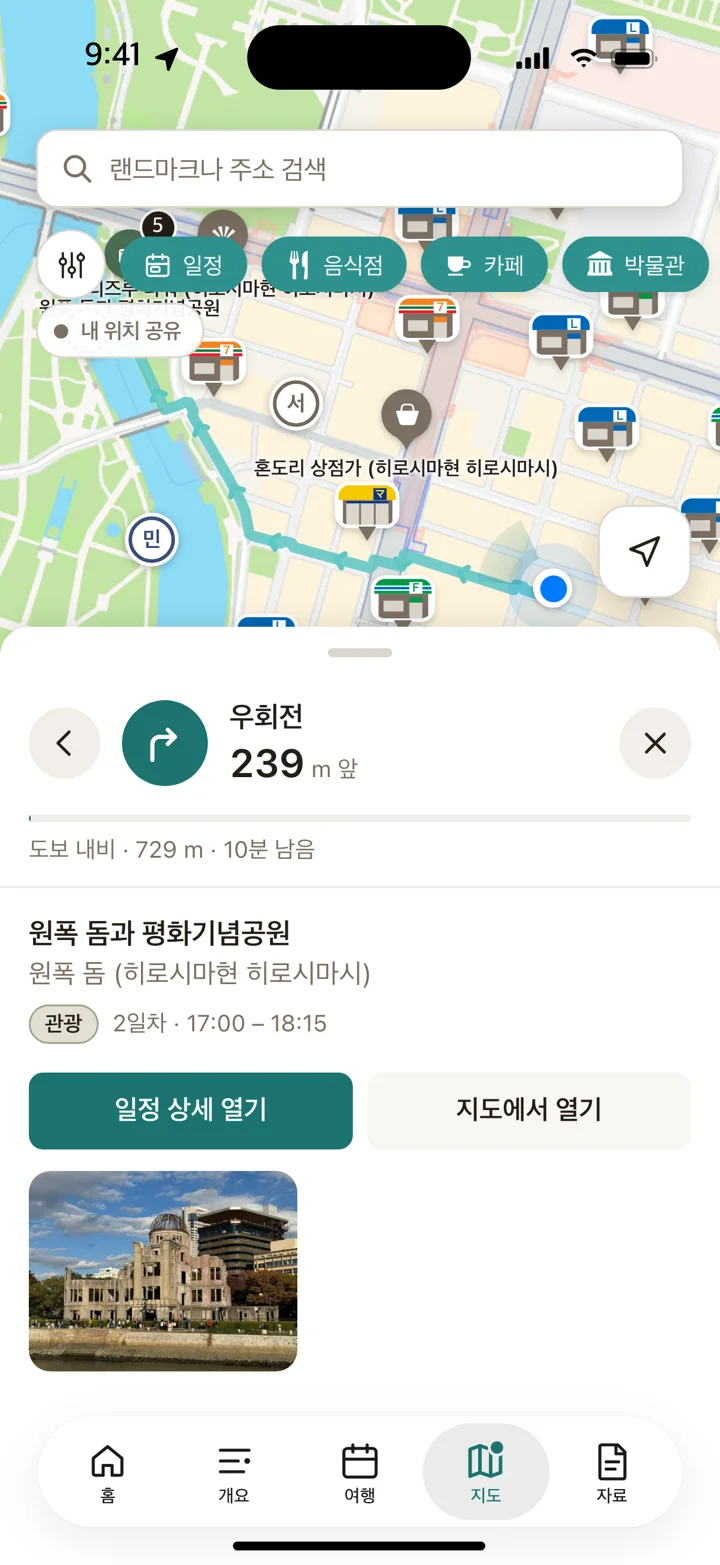 9:41
랜드마크나 주소 검색
5
일정
음식점
카페
박물관
원폭 돔과 평화기념공원
내 위치 공유
서
혼도리 상점가 (히로시마현 히로시마시)
민
우회전
239 m 앞
도보 내비 · 729 m · 10분 남음
원폭 돔과 평화기념공원
원폭 돔 (히로시마현 히로시마시)
관광
2일차 · 17:00 – 18:15
일정 상세 열기
지도에서 열기
홈
개요
여행
지도
자료